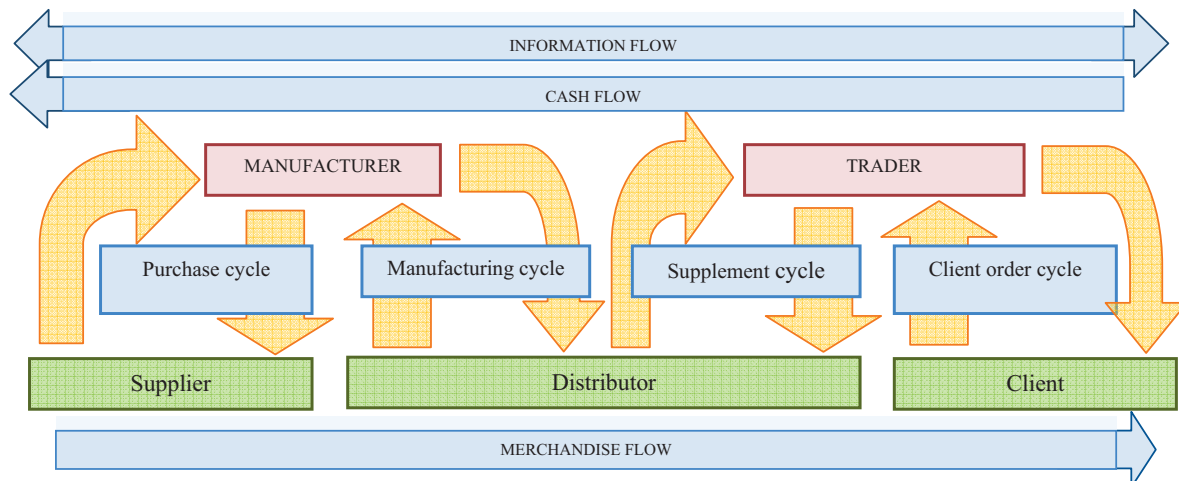 INFORMATION FLOW
CASH FLOW
MANUFACTURER
TRADER
Purchase cycle
Manufacturing cycle
Supplement cycle
Client order cycle
Supplier
Distributor
Client
MERCHANDISE FLOW